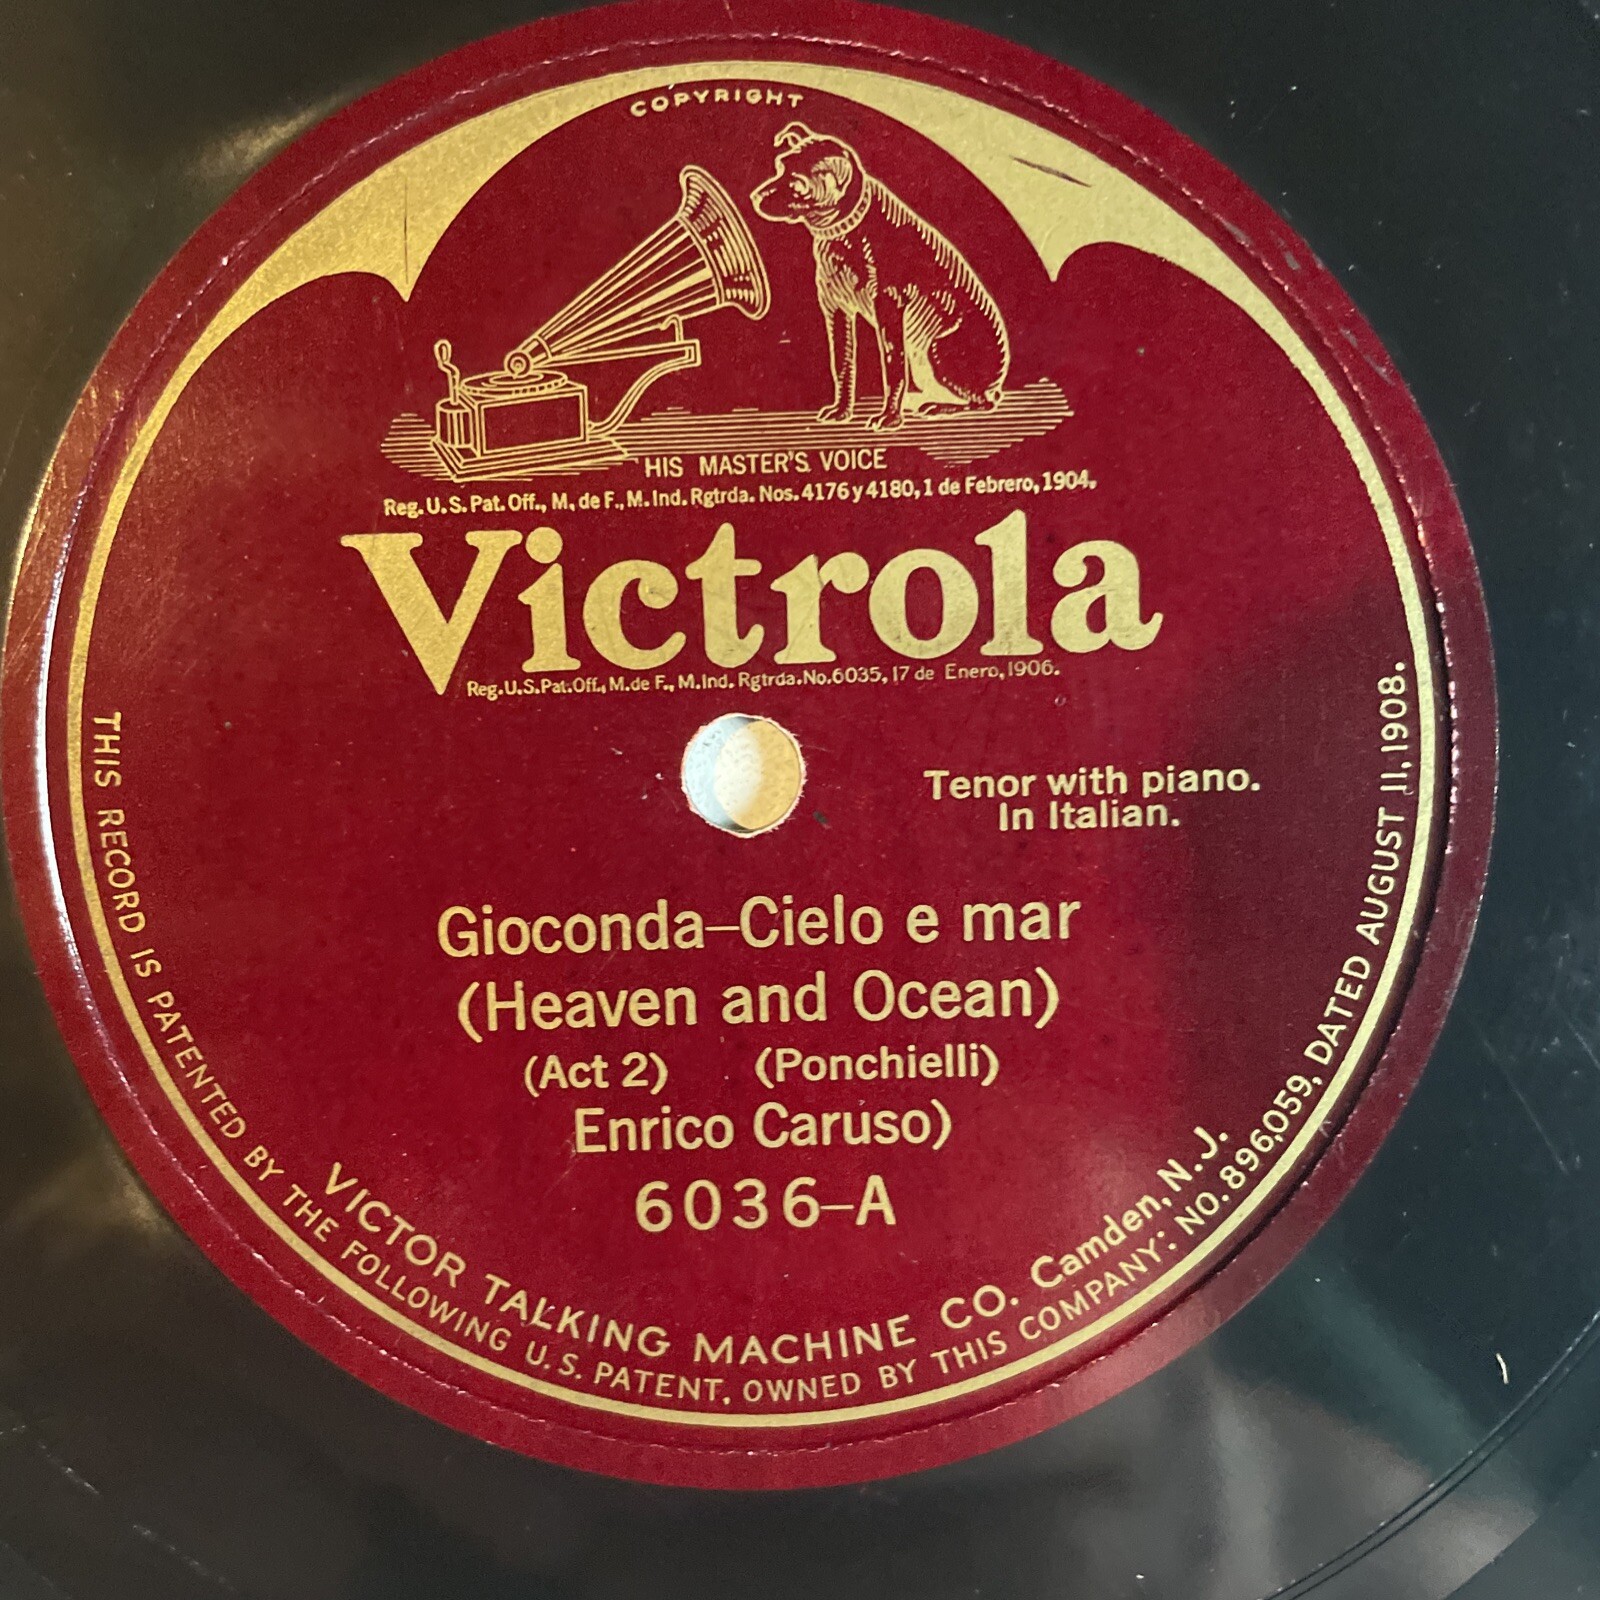 COPYRIGHT
"HIS MASTER'S VOICE
Reg. U.S. Pat. Off., M. de F., M. Ind. Rgtrda. Nos. 4176 y 4180, 1 de Febrero, 1904.
Victrola
Reg. U.S. Pat. Off., M. de F., M. Ind. Rgtrda. No. 6035, 17 de Enero, 1906.
Tenor with piano.
In Italian.
Gioconda—Cielo e mar
(Heaven and Ocean)
(Act 2) (Ponchielli)
Enrico Caruso)
6036-A
VICTOR TALKING MACHINE CO. Camden, N.J.
THIS RECORD IS PATENTED BY THE FOLLOWING U.S. PATENT, OWNED BY THIS COMPANY: NO. 896,059, DATED AUGUST 11, 1908.